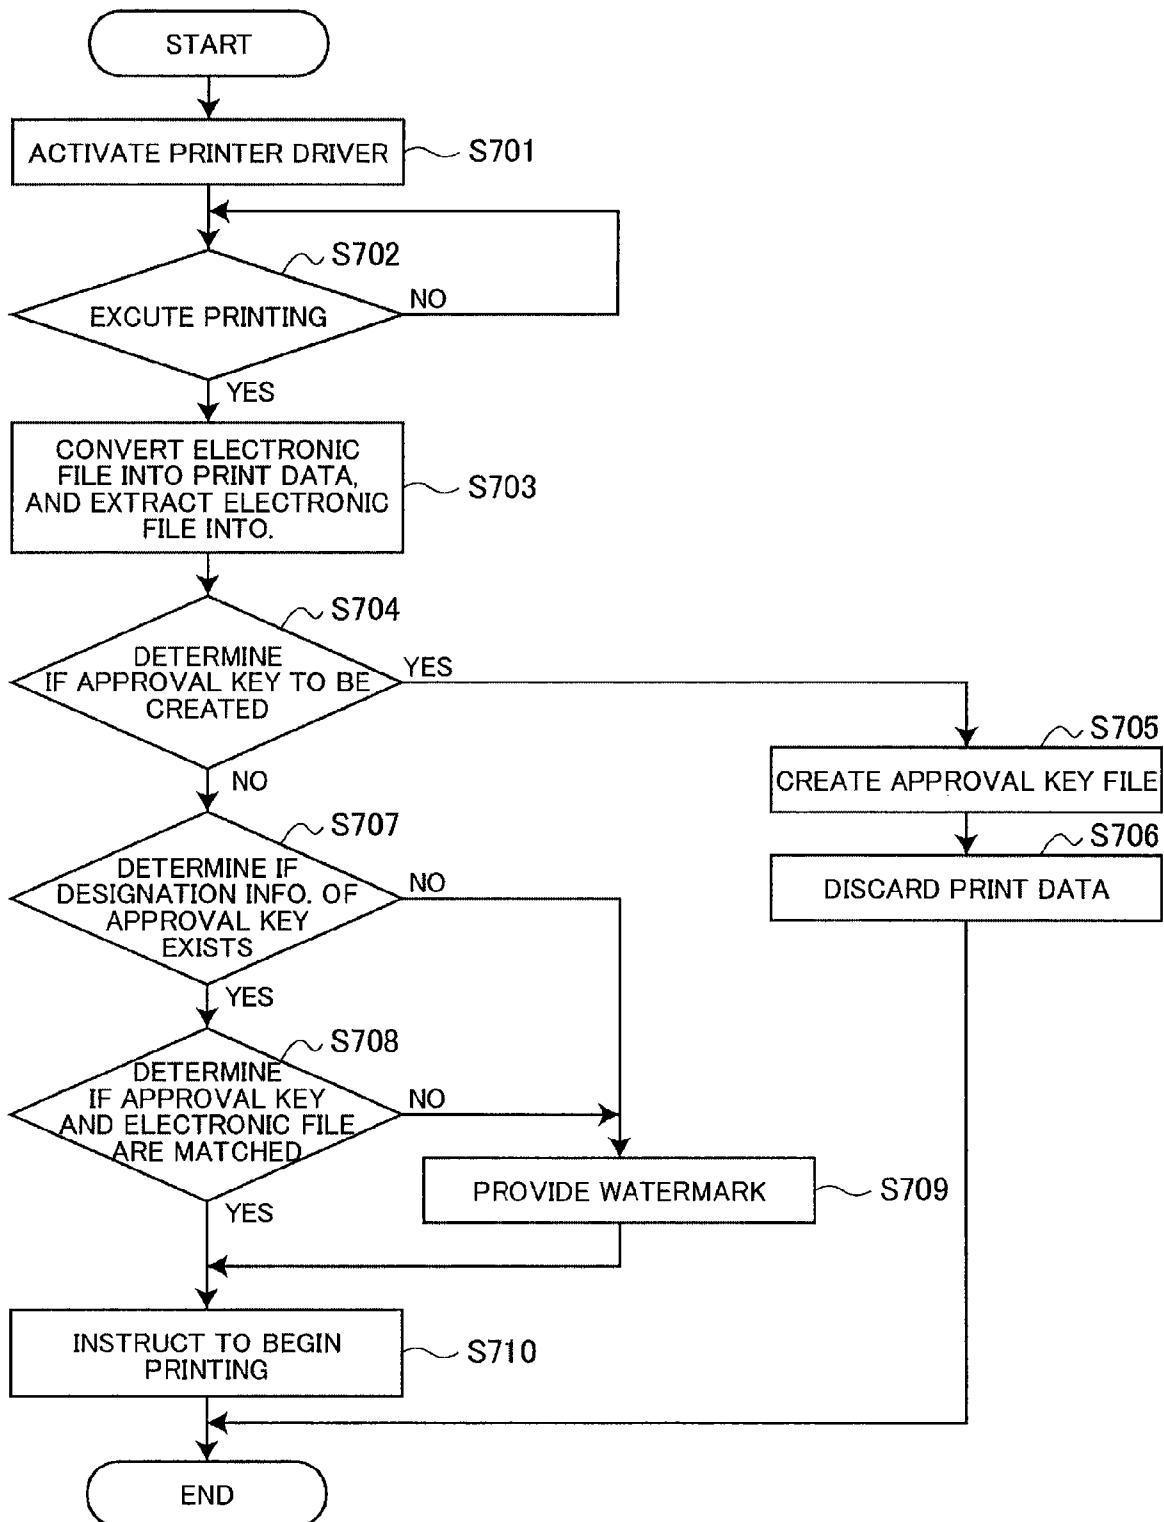 START
ACTIVATE PRINTER DRIVER
S701
S702
EXCUTE PRINTING
NO
YES
CONVERT ELECTRONIC
FILE INTO PRINT DATA,
AND EXTRACT ELECTRONIC
FILE INTO.
S703
S704
DETERMINE
IF APPROVAL KEY TO BE
CREATED
YES
NO
S705
CREATE APPROVAL KEY FILE
S706
DISCARD PRINT DATA
S707
DETERMINE IF
DESIGNATION INFO. OF
APPROVAL KEY
EXISTS
NO
YES
S708
DETERMINE
IF APPROVAL KEY
AND ELECTRONIC FILE
ARE MATCHED
NO
YES
PROVIDE WATERMARK
S709
INSTRUCT TO BEGIN
PRINTING
S710
END